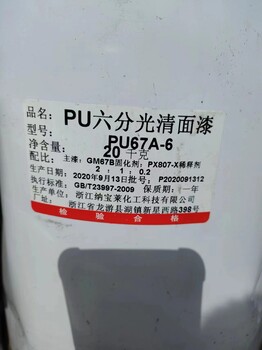 品名: PU六分光清面漆
型号: PU67A-6
净含量: 20 千克
配比: 主漆: GM67B固化剂: PX807-X稀释剂
2 : 1 : 0.2
生产日期: 2020年9月13日批号: P2020091312
执行标准: GB/T23997-2009 保质期: 一年
厂名: 浙江纳宝莱化工科技有限公司
厂址: 浙江省龙游县湖镇新星西路398号
检验合格